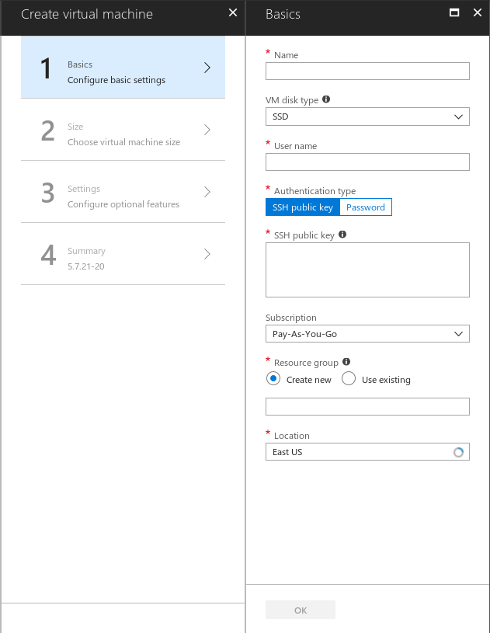 Create virtual machine
1
Basics
Configure basic settings
2
Size
Choose virtual machine size
3
Settings
Configure optional features
4
Summary
5.7.21-20
Basics
* Name
VM disk type
SSD
* User name
* Authentication type
SSH public key Password
* SSH public key
Subscription
Pay-As-You-Go
* Resource group
Create new Use existing
* Location
East US
OK